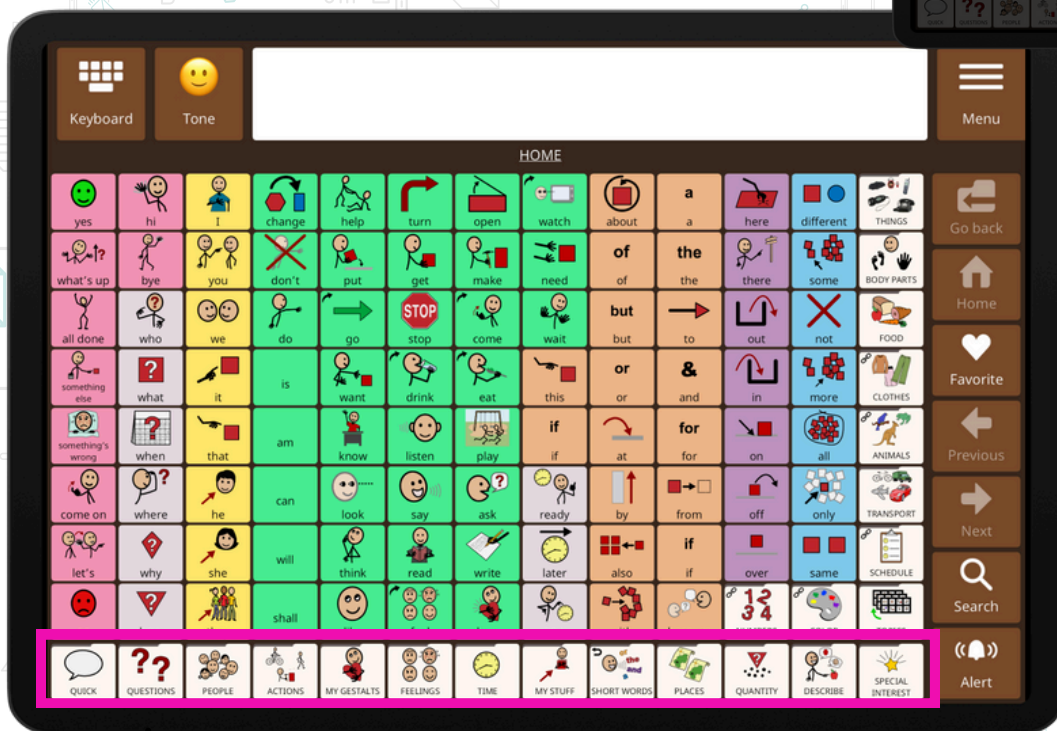 Keyboard Tone Menu
HOME
yes hi I change help turn open watch about a a here different THINGS Go back
what's up bye you don't put get make need of of the the there some BODY PARTS
all done who we do go STOP stop come wait but but to out not FOOD Home
something else what it is want drink eat this or or & and in more CLOTHES Favorite
something's wrong when that am know listen play if if at for for on all ANIMALS Previous
come on where he can look say ask ready by from off only TRANSPORT Next
let's why she will think read write later also if if over same SCHEDULE Search
shall 1 2 3 4
QUICK QUESTIONS PEOPLE ACTIONS MY GESTALTS FEELINGS TIME MY STUFF SHORT WORDS PLACES QUANTITY DESCRIBE SPECIAL INTEREST Alert